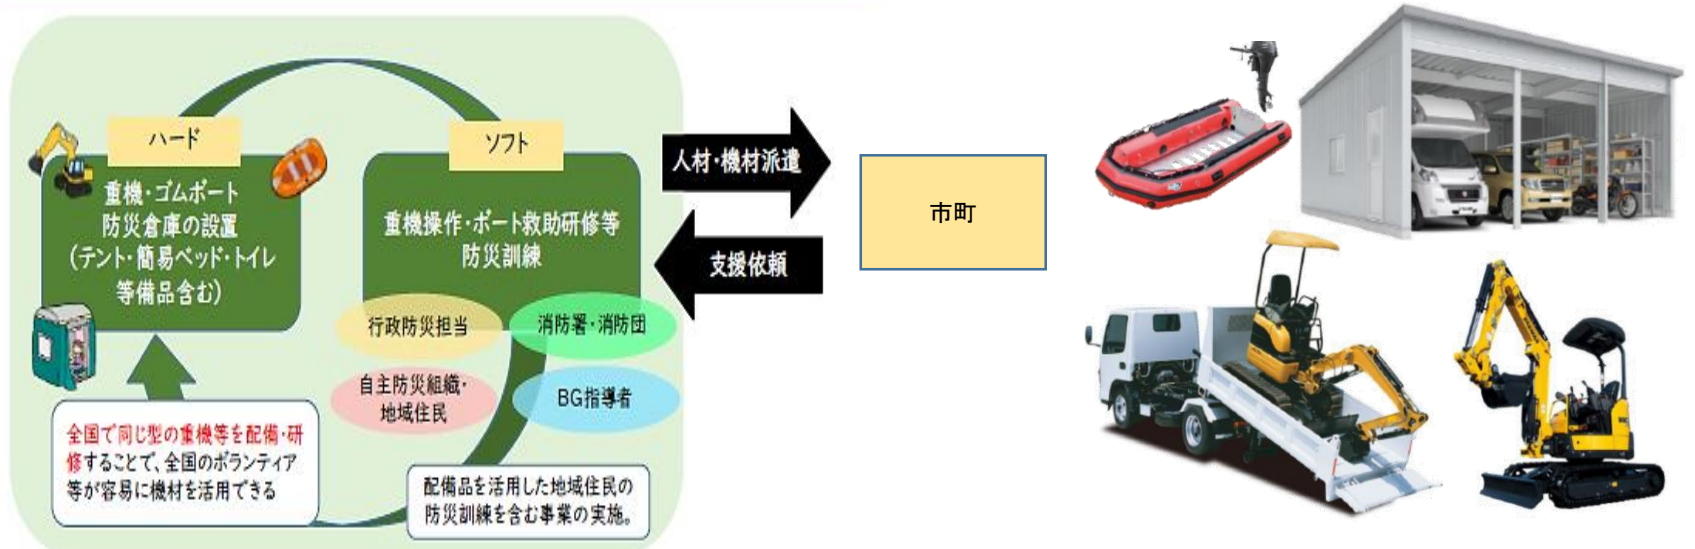 ハード
重機・ゴムボート
防災倉庫の設置
(テント・簡易ベッド・トイレ
等備品含む)
ソフト
重機操作・ボート救助研修等
防災訓練
行政防災担当
消防署・消防団
自主防災組織・
地域住民
BG指導者
全国で同じ型の重機等を配備・研
修することで、全国のボランティア
等が容易に機材を活用できる
配備品を活用した地域住民の
防災訓練を含む事業の実施。
人材・機材派遣
支援依頼
市町